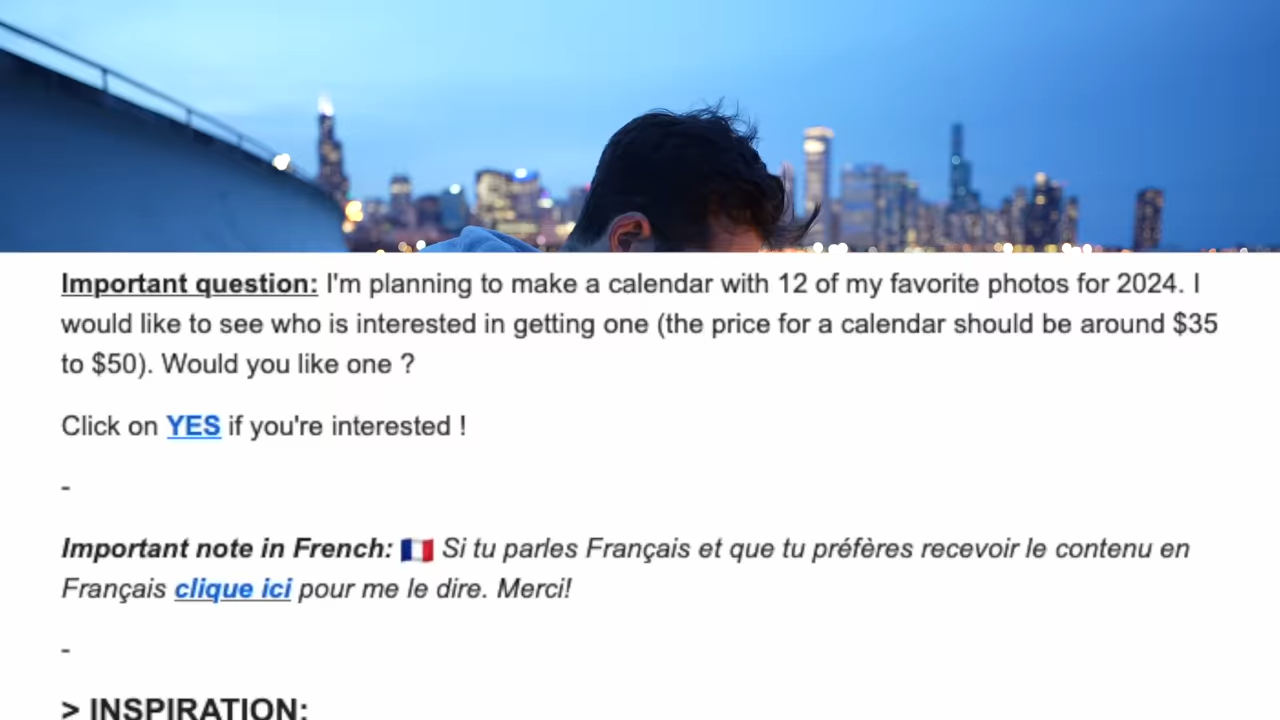 Important question: I'm planning to make a calendar with 12 of my favorite photos for 2024. I
would like to see who is interested in getting one (the price for a calendar should be around $35
to $50). Would you like one ?
Click on YES if you're interested !
-
Important note in French: 🇫🇷 Si tu parles Français et que tu préfères recevoir le contenu en
Français clique ici pour me le dire. Merci!
-
> INSPIRATION: